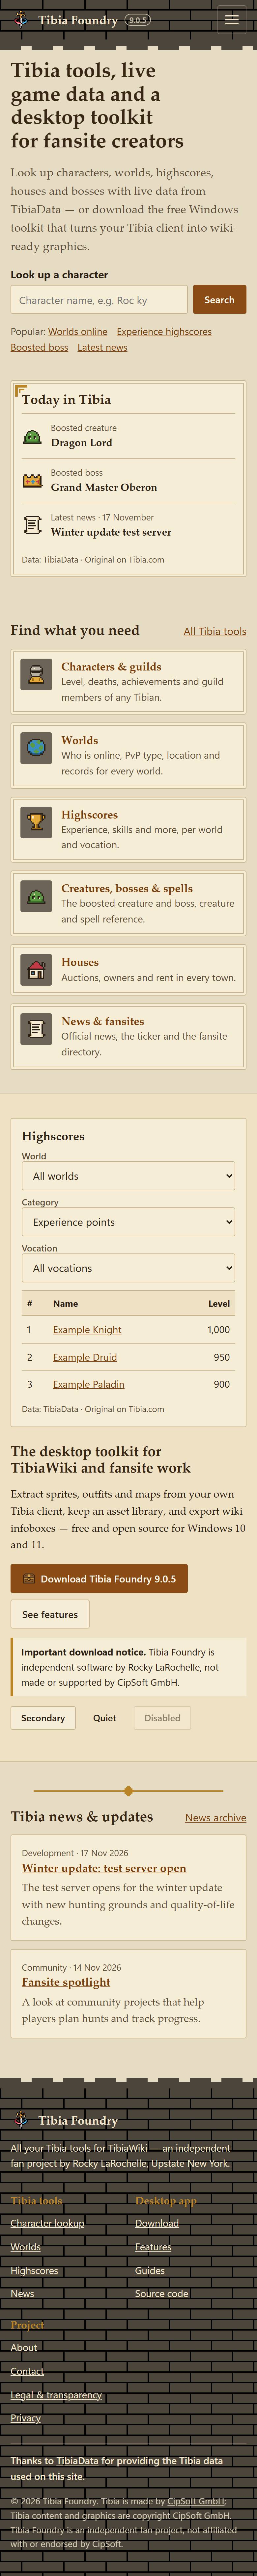 Tibia Foundry 9.0.5
Tibia tools, live
game data and a
desktop toolkit
for fansite creators
Look up characters, worlds, highscores,
houses and bosses with live data from
TibiaData — or download the free Windows
toolkit that turns your Tibia client into wiki-
ready graphics.
Look up a character
Character name, e.g. Roc ky
Search
Popular: Worlds online Experience highscores
Boosted boss Latest news
Today in Tibia
Boosted creature
Dragon Lord
Boosted boss
Grand Master Oberon
Latest news · 17 November
Winter update test server
Data: TibiaData · Original on Tibia.com
Find what you need
All Tibia tools
Characters & guilds
Level, deaths, achievements and guild
members of any Tibian.
Worlds
Who is online, PvP type, location and
records for every world.
Highscores
Experience, skills and more, per world
and vocation.
Creatures, bosses & spells
The boosted creature and boss, creature
and spell reference.
Houses
Auctions, owners and rent in every town.
News & fansites
Official news, the ticker and the fansite
directory.
Highscores
World
All worlds
Category
Experience points
Vocation
All vocations
# Name Level
1 Example Knight 1,000
2 Example Druid 950
3 Example Paladin 900
Data: TibiaData · Original on Tibia.com
The desktop toolkit for
TibiaWiki and fansite work
Extract sprites, outfits and maps from your own
Tibia client, keep an asset library, and export wiki
infoboxes — free and open source for Windows 10
and 11.
Download Tibia Foundry 9.0.5
See features
Important download notice. Tibia Foundry is
independent software by Rocky LaRochelle, not
made or supported by CipSoft GmbH.
Secondary Quiet Disabled
Tibia news & updates
News archive
Development · 17 Nov 2026
Winter update: test server open
The test server opens for the winter update
with new hunting grounds and quality-of-life
changes.
Community · 14 Nov 2026
Fansite spotlight
A look at community projects that help
players plan hunts and track progress.
Tibia Foundry
All your Tibia tools for TibiaWiki — an independent
fan project by Rocky LaRochelle, Upstate New York.
Tibia tools
Character lookup
Worlds
Highscores
News
Desktop app
Download
Features
Guides
Source code
Project
About
Contact
Legal & transparency
Privacy
Thanks to TibiaData for providing the Tibia data
used on this site.
© 2026 Tibia Foundry. Tibia is made by CipSoft GmbH;
Tibia content and graphics are copyright CipSoft GmbH.
Tibia Foundry is an independent fan project, not affiliated
with or endorsed by CipSoft.